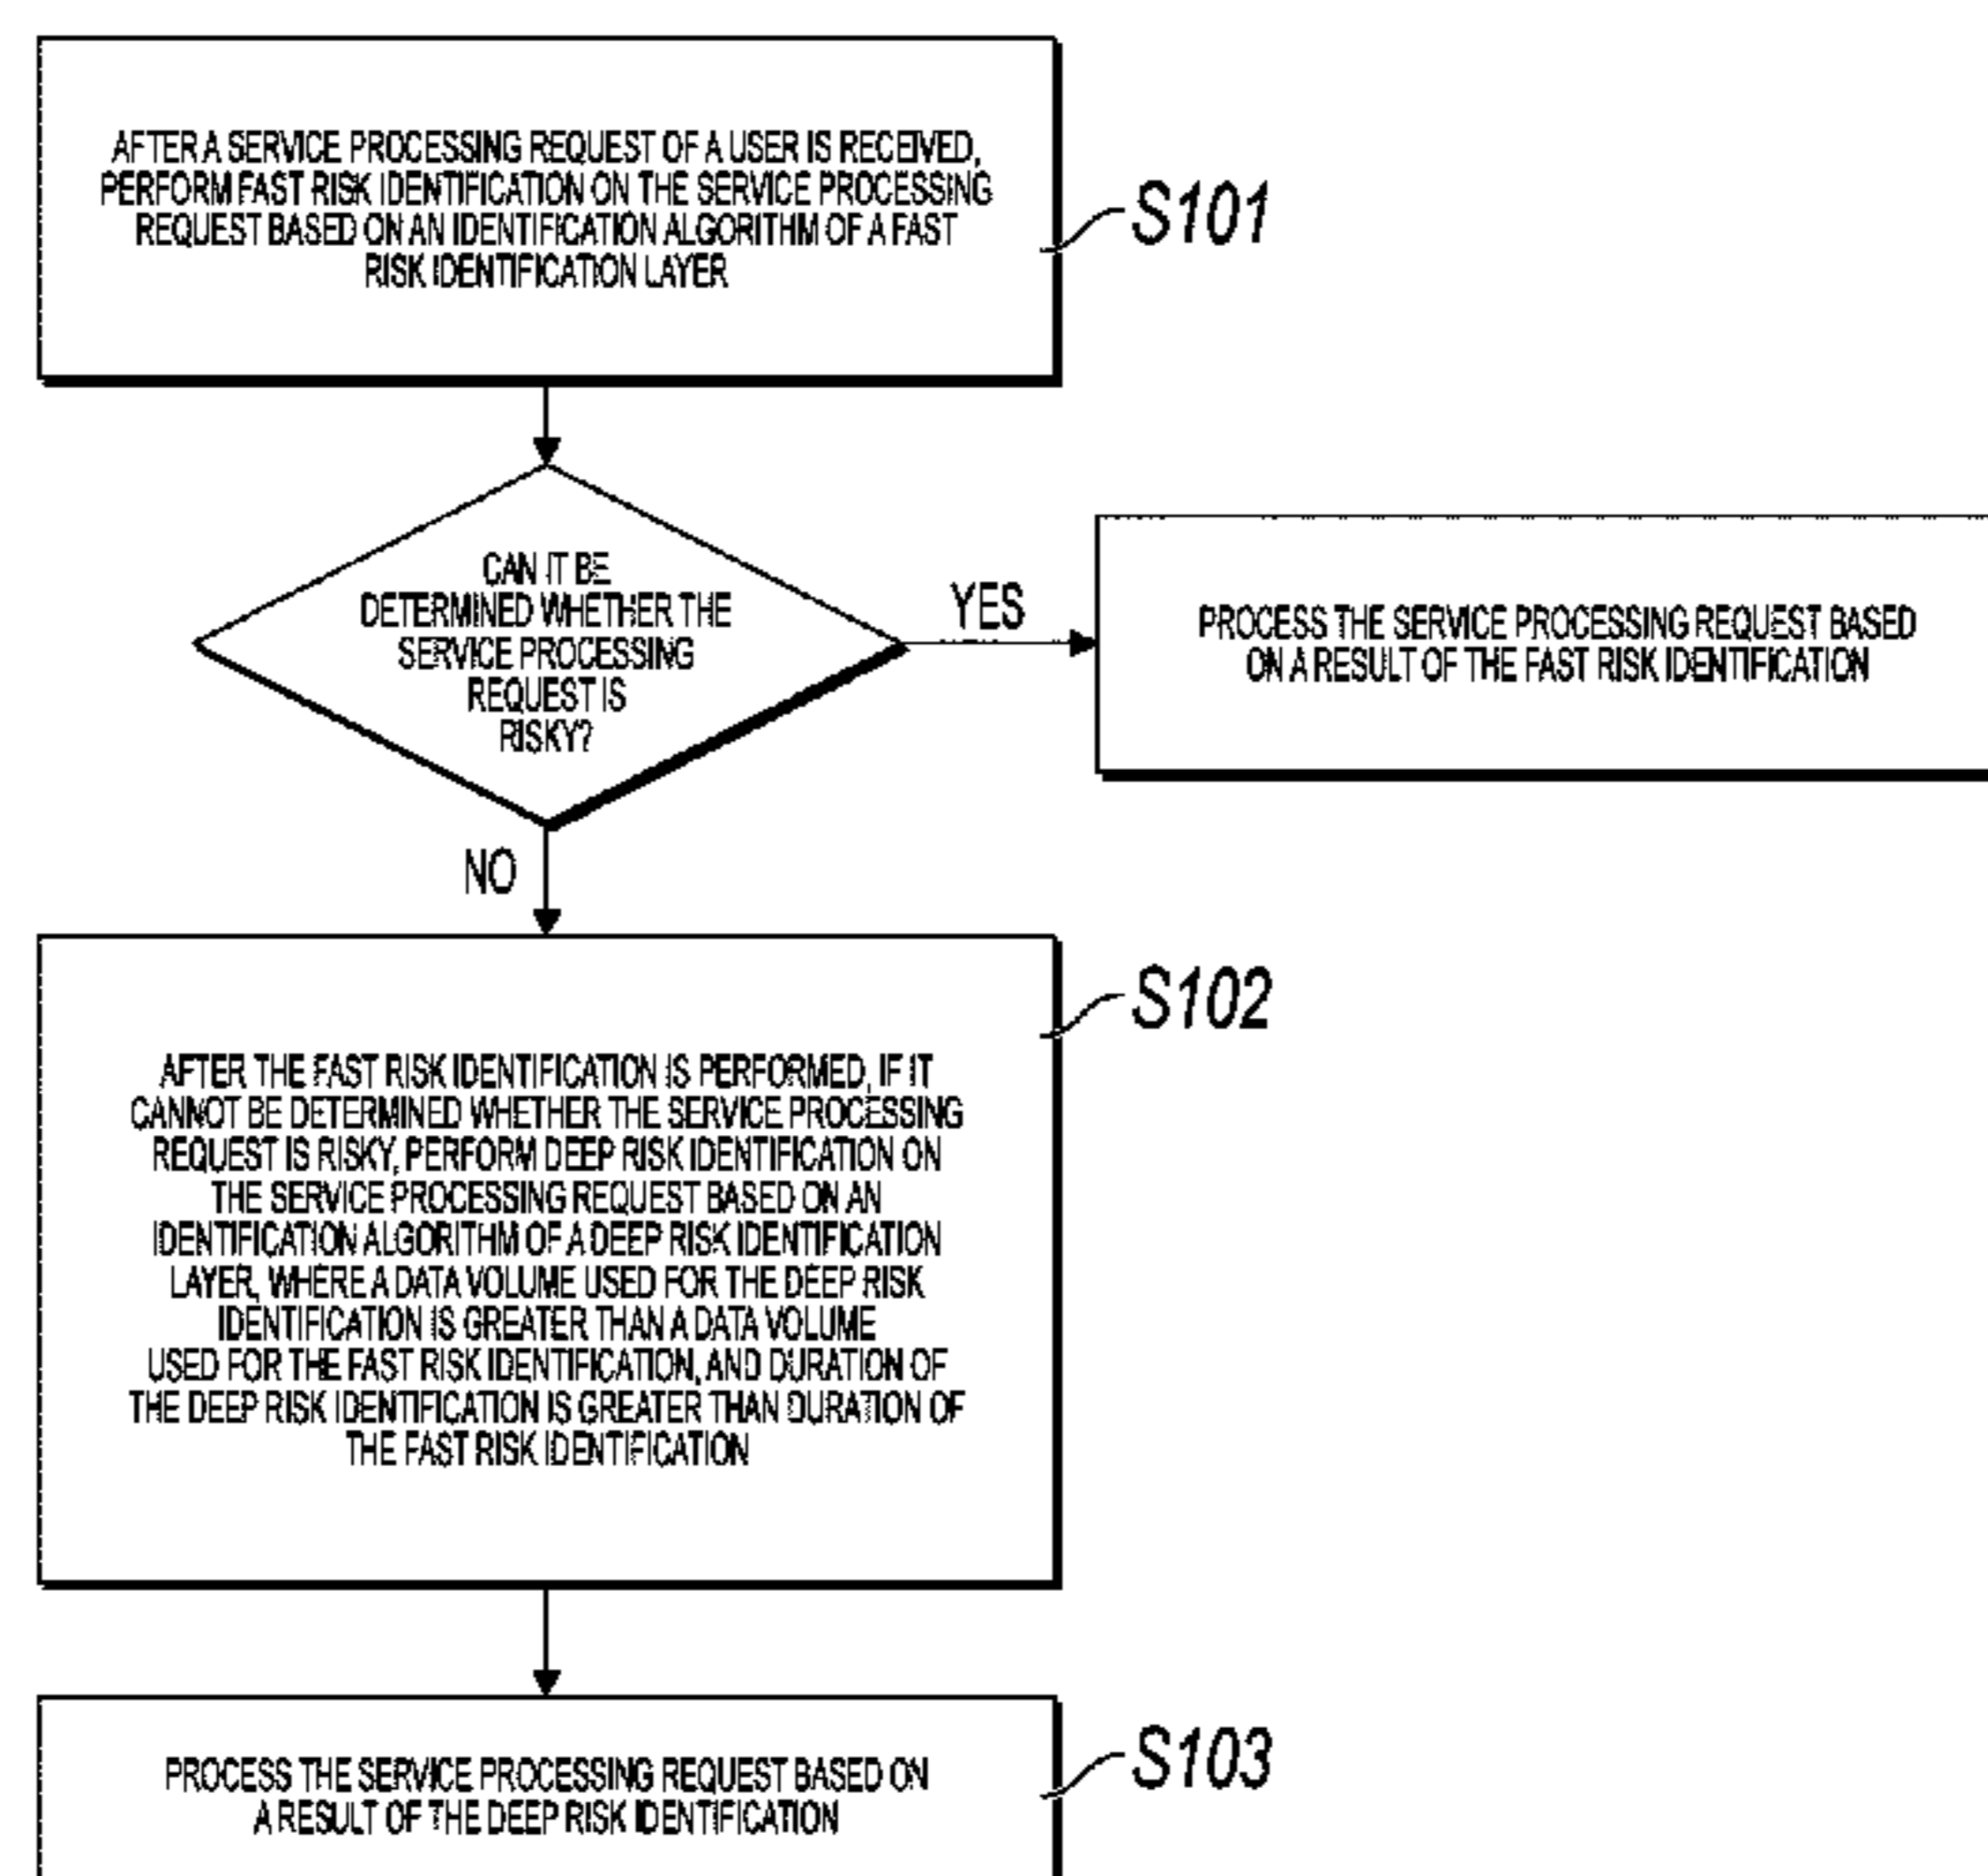 AFTER A SERVICE PROCESSING REQUEST OF A USER IS RECEIVED,
PERFORM FAST RISK IDENTIFICATION ON THE SERVICE PROCESSING
REQUEST BASED ON AN IDENTIFICATION ALGORITHM OF A FAST
RISK IDENTIFICATION LAYER
S101
CAN IT BE
DETERMINED WHETHER THE
SERVICE PROCESSING
REQUEST IS
RISKY?
YES
PROCESS THE SERVICE PROCESSING REQUEST BASED
ON A RESULT OF THE FAST RISK IDENTIFICATION
NO
S102
AFTER THE FAST RISK IDENTIFICATION IS PERFORMED, IF IT
CANNOT BE DETERMINED WHETHER THE SERVICE PROCESSING
REQUEST IS RISKY, PERFORM DEEP RISK IDENTIFICATION ON
THE SERVICE PROCESSING REQUEST BASED ON AN
IDENTIFICATION ALGORITHM OF A DEEP RISK IDENTIFICATION
LAYER, WHERE A DATA VOLUME USED FOR THE DEEP RISK
IDENTIFICATION IS GREATER THAN A DATA VOLUME
USED FOR THE FAST RISK IDENTIFICATION, AND DURATION OF
THE DEEP RISK IDENTIFICATION IS GREATER THAN DURATION OF
THE FAST RISK IDENTIFICATION
S103
PROCESS THE SERVICE PROCESSING REQUEST BASED ON
A RESULT OF THE DEEP RISK IDENTIFICATION